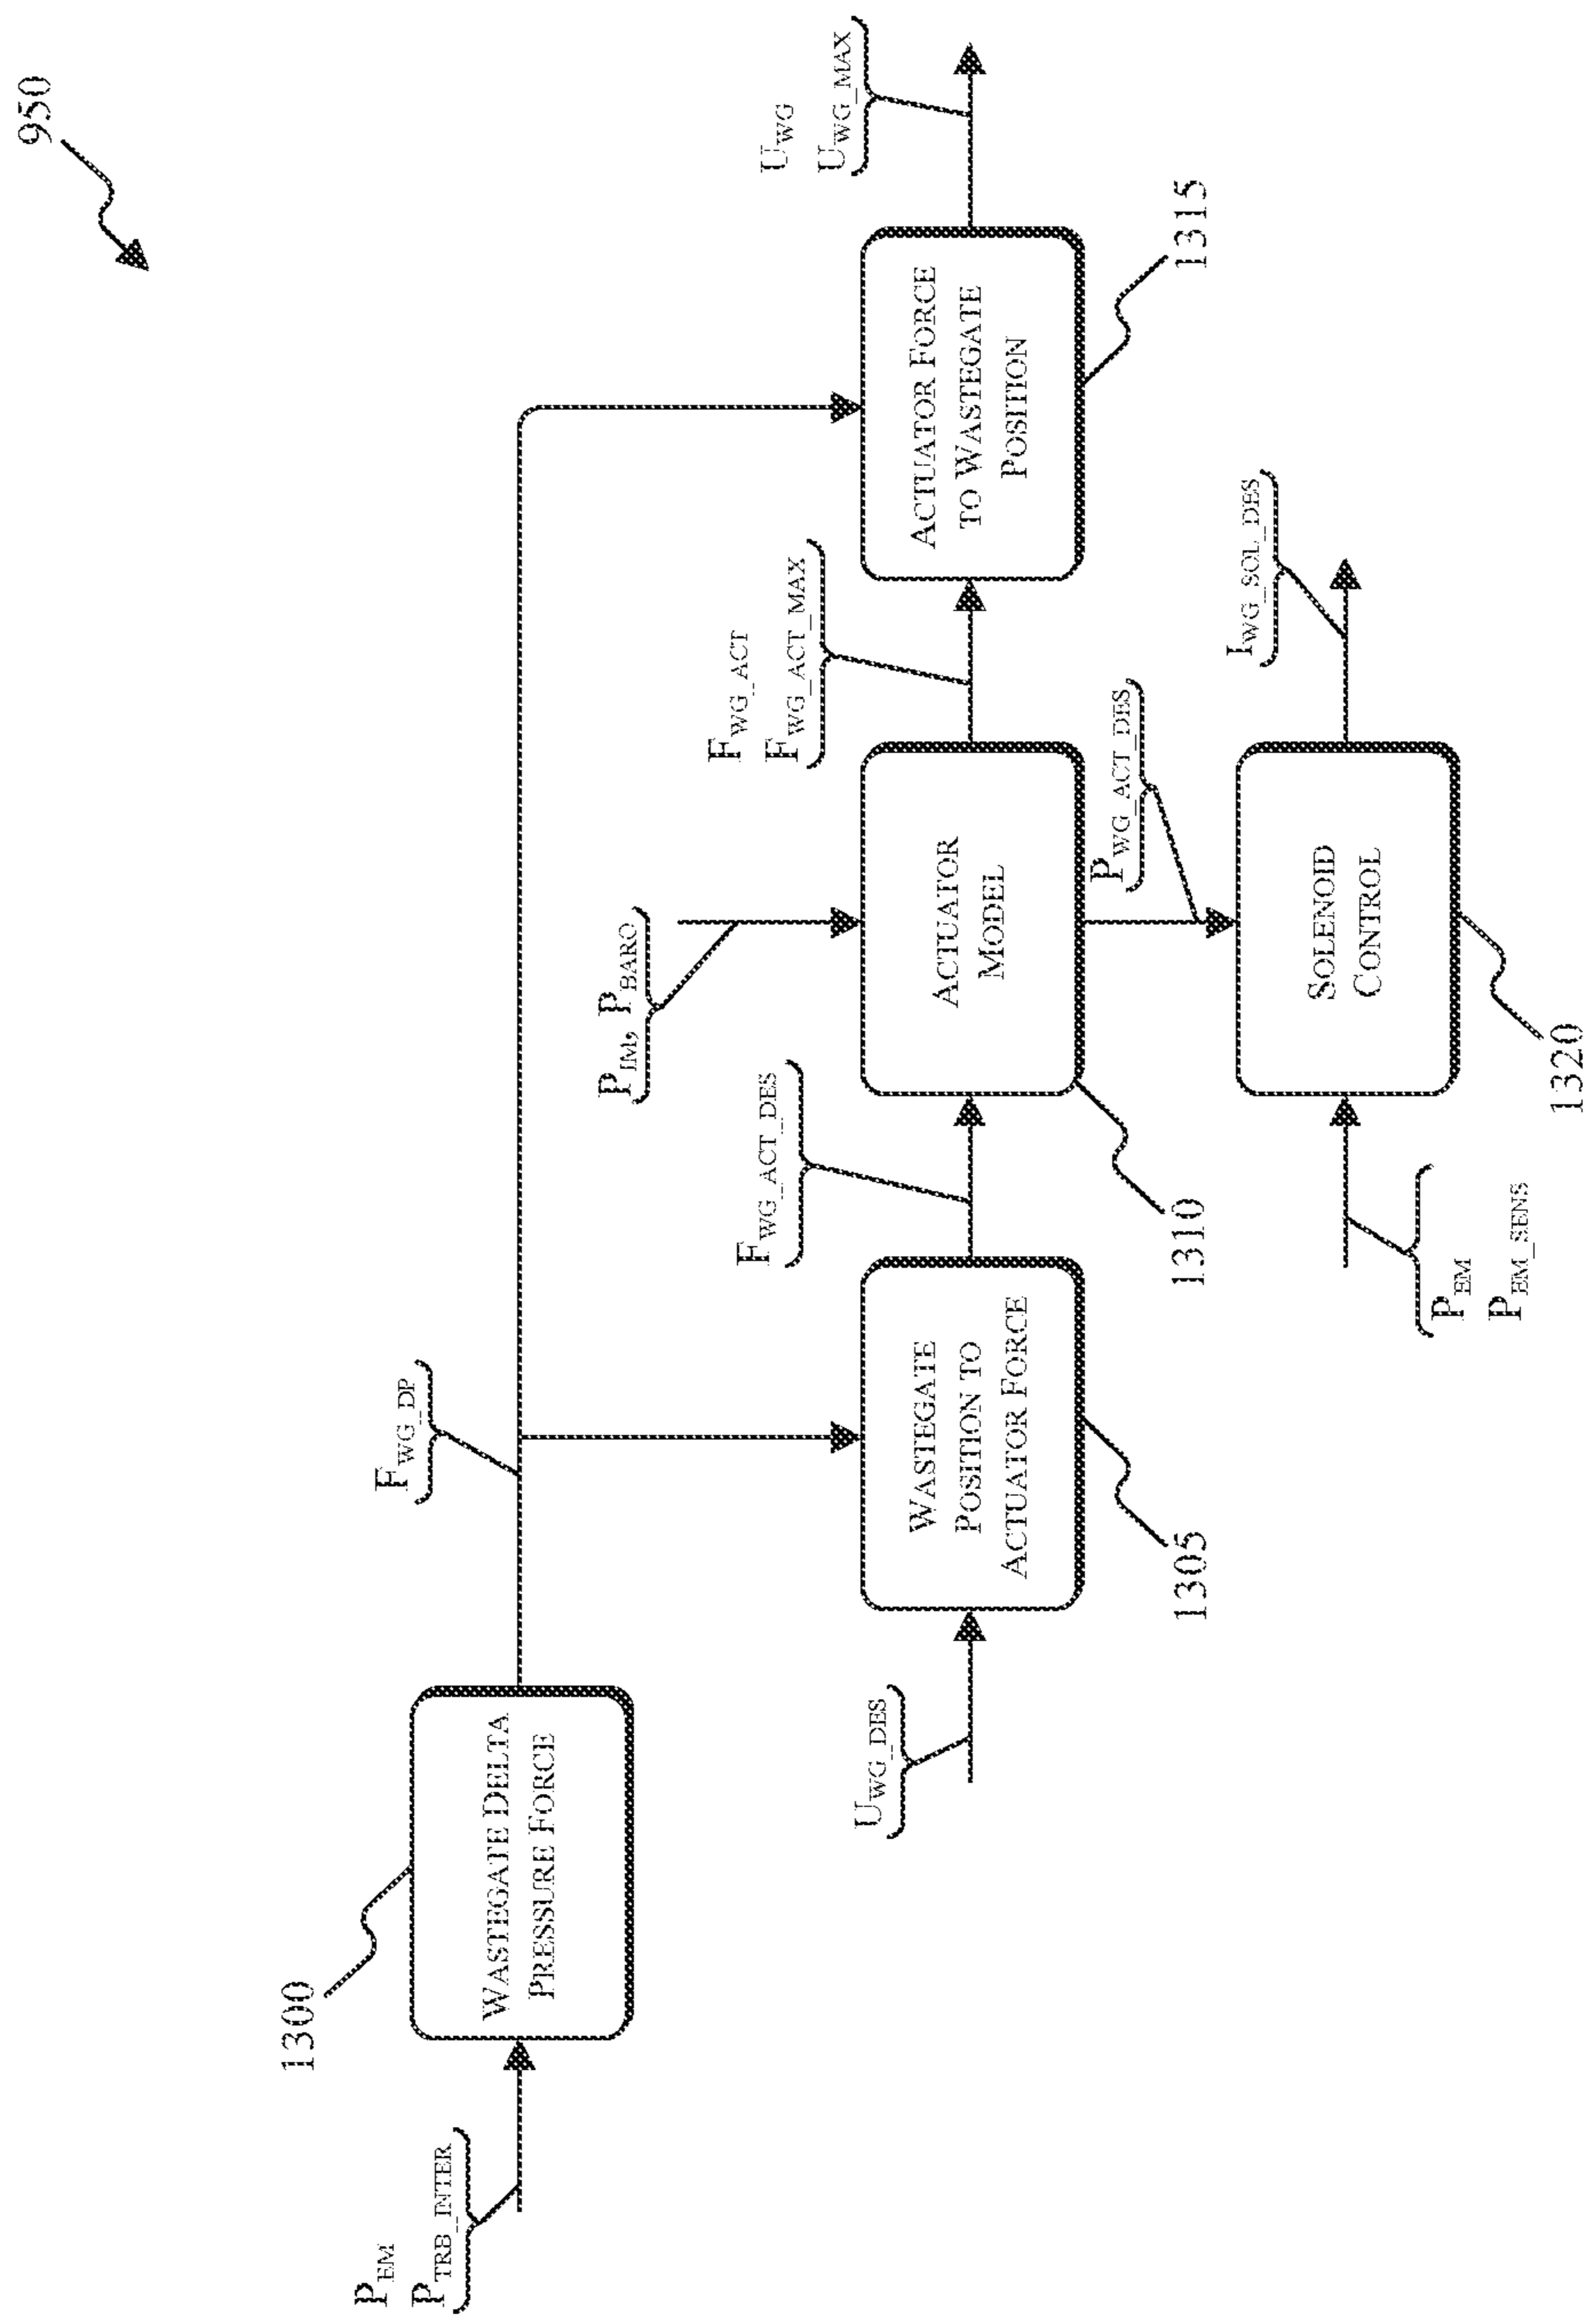 950
1300
P_EM
P_TRB_INTER
WASTEGATE DELTA
PRESSURE FORCE
F_WG_DP
U_WG_DES
WASTEGATE
POSITION TO
ACTUATOR FORCE
1305
F_WG_ACT_DES
P_IM, P_BARO
ACTUATOR
MODEL
1310
F_WG_ACT
F_WG_ACT_MAX
ACTUATOR FORCE
TO WASTEGATE
POSITION
1315
U_WG
U_WG_MAX
P_WG_ACT_DES
P_EM
P_EM_SENS
SOLENOID
CONTROL
1320
I_WG_SOL_DES